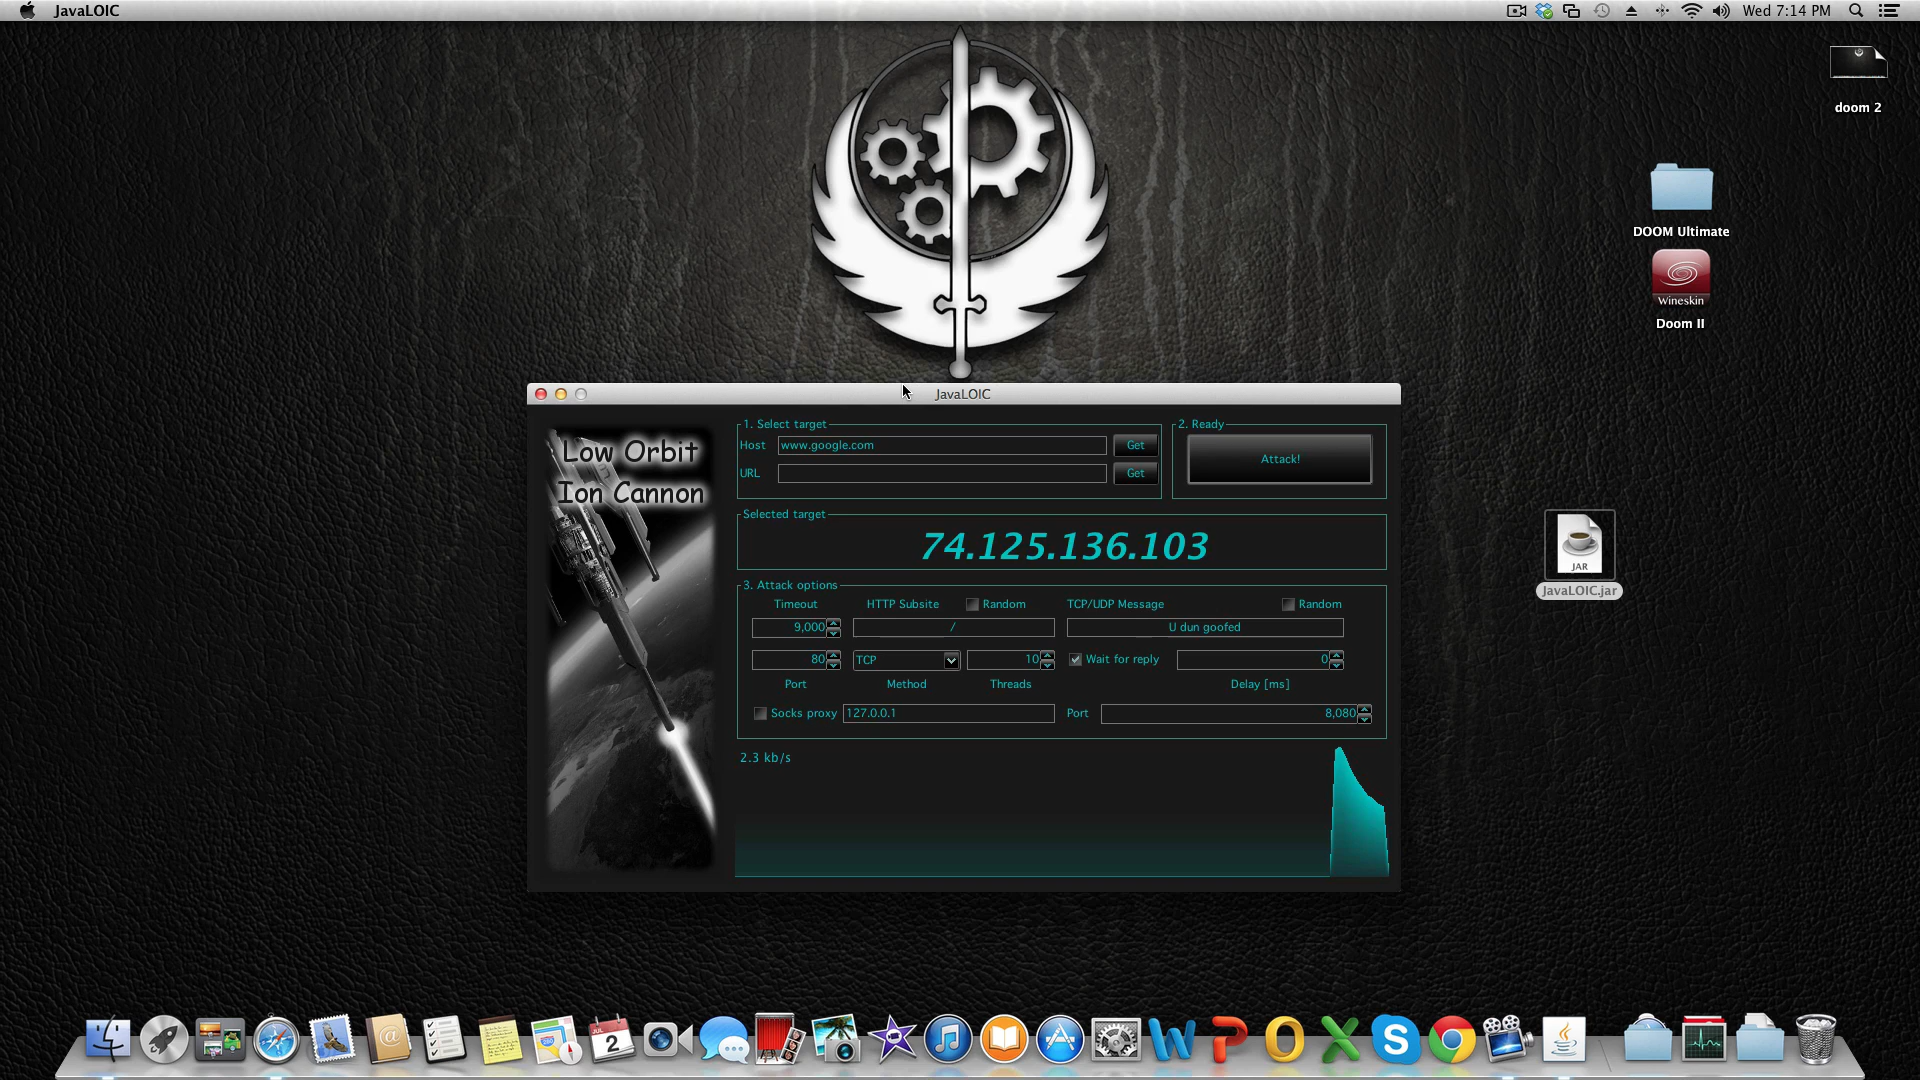 JavaLOIC
Wed 7:14 PM
doom 2
DOOM Ultimate
Wineskin
Doom II
JAR
JavaLOIC.jar
JavaLOIC
Low Orbit
Ion Cannon
1. Select target
Host www.google.com Get
URL Get
2. Ready
Attack!
Selected target
74.125.136.103
3. Attack options
Timeout HTTP Subsite Random TCP/UDP Message Random
9,000 / U dun goofed
80 TCP 10 Wait for reply 0
Port Method Threads Delay [ms]
Socks proxy 127.0.0.1 Port 8,080
2.3 kb/s
JUL
2